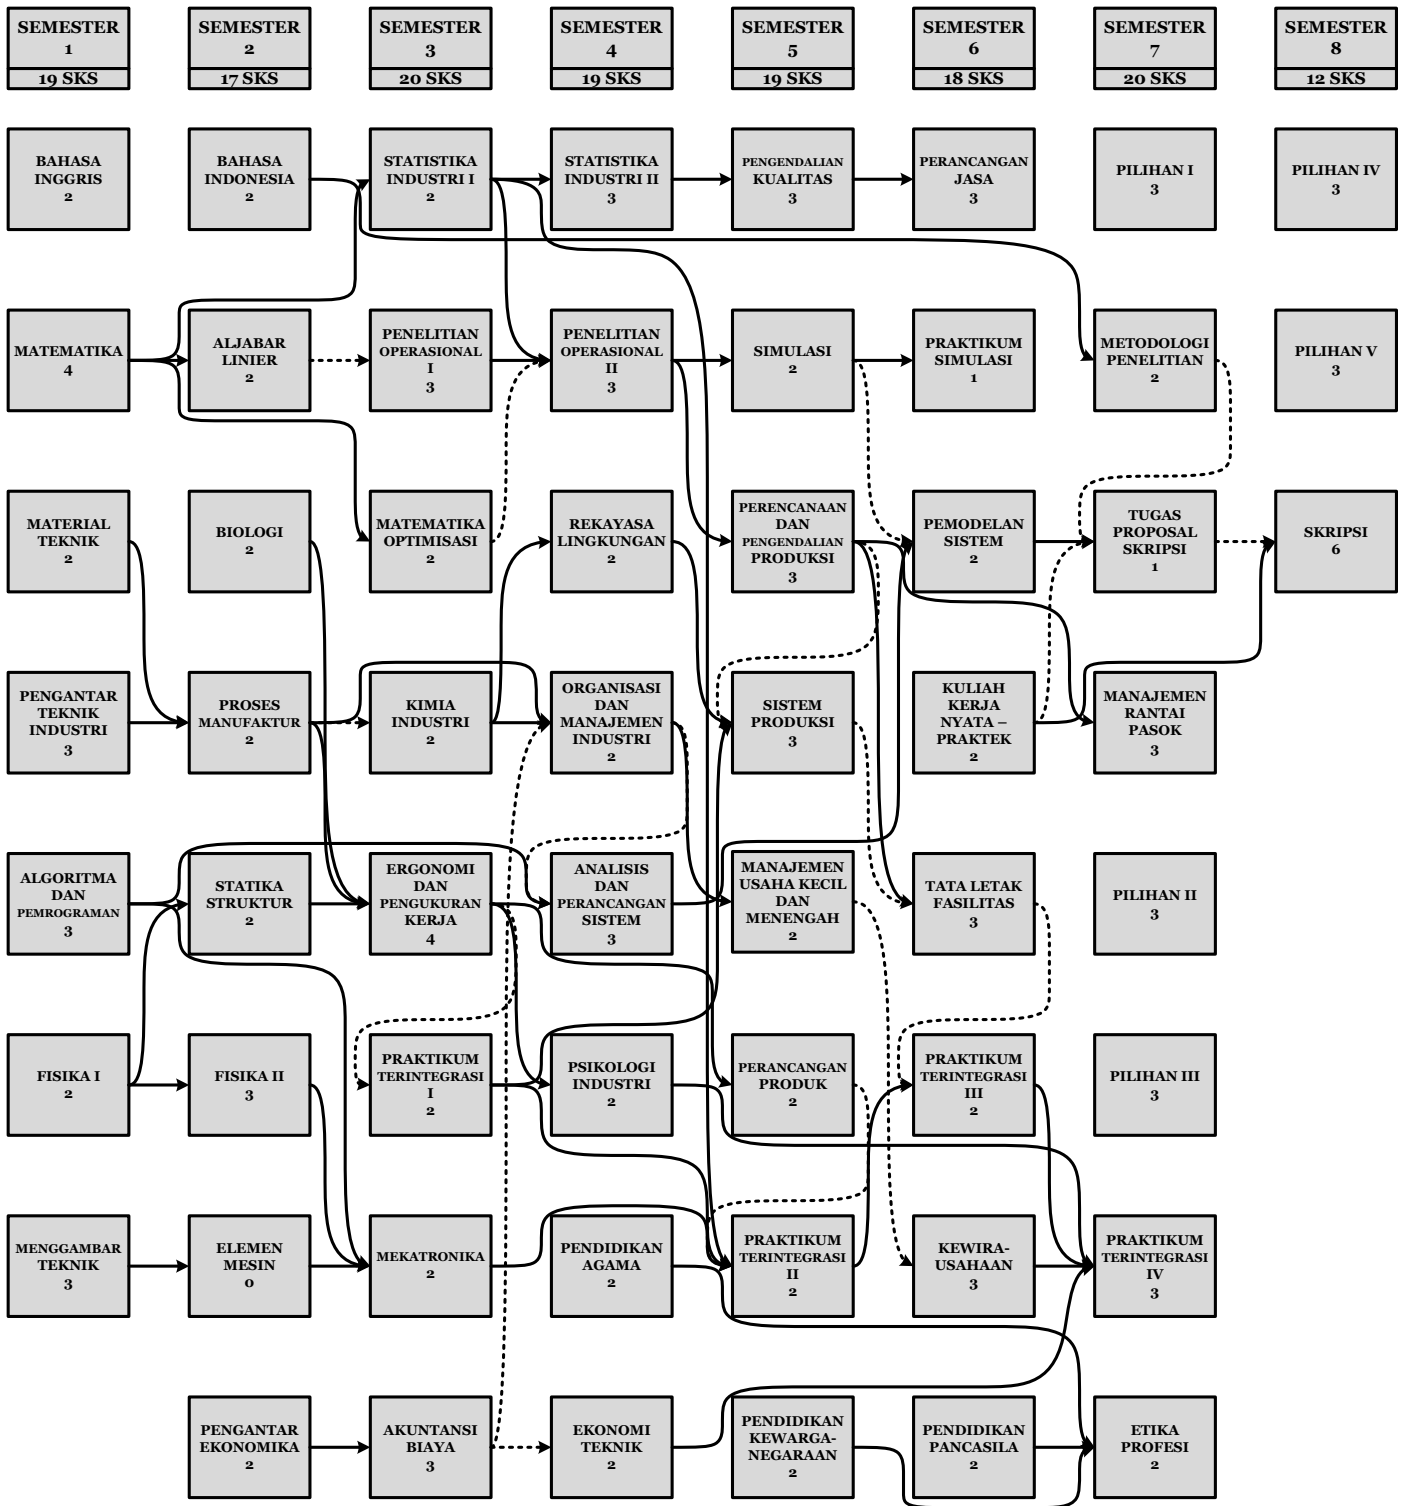 SEMESTER
1
19 SKS
SEMESTER
2
17 SKS
SEMESTER
3
20 SKS
SEMESTER
4
19 SKS
SEMESTER
5
19 SKS
SEMESTER
6
18 SKS
SEMESTER
7
20 SKS
SEMESTER
8
12 SKS
BAHASA
INGGRIS
2
BAHASA
INDONESIA
2
STATISTIKA
INDUSTRI I
2
STATISTIKA
INDUSTRI II
3
PENGENDALIAN
KUALITAS
3
PERANCANGAN
JASA
3
PILIHAN I
3
PILIHAN IV
3
MATEMATIKA
4
ALJABAR
LINIER
2
PENELITIAN
OPERASIONAL
I
3
PENELITIAN
OPERASIONAL
II
3
SIMULASI
2
PRAKTIKUM
SIMULASI
1
METODOLOGI
PENELITIAN
2
PILIHAN V
3
MATERIAL
TEKNIK
2
BIOLOGI
2
MATEMATIKA
OPTIMISASI
2
REKAYASA
LINGKUNGAN
2
PERENCANAAN
DAN
PENGENDALIAN
PRODUKSI
3
PEMODELAN
SISTEM
2
TUGAS
PROPOSAL
SKRIPSI
1
SKRIPSI
6
PENGANTAR
TEKNIK
INDUSTRI
3
PROSES
MANUFAKTUR
2
KIMIA
INDUSTRI
2
ORGANISASI
DAN
MANAJEMEN
INDUSTRI
2
SISTEM
PRODUKSI
3
KULIAH
KERJA
NYATA –
PRAKTEK
2
MANAJEMEN
RANTAI
PASOK
3
ALGORITMA
DAN
PEMROGRAMAN
3
STATIKA
STRUKTUR
2
ERGONOMI
DAN
PENGUKURAN
KERJA
4
ANALISIS
DAN
PERANCANGAN
SISTEM
3
MANAJEMEN
USAHA KECIL
DAN
MENENGAH
2
TATA LETAK
FASILITAS
3
PILIHAN II
3
FISIKA I
2
FISIKA II
3
PRAKTIKUM
TERINTEGRASI
I
2
PSIKOLOGI
INDUSTRI
2
PERANCANGAN
PRODUK
2
PRAKTIKUM
TERINTEGRASI
III
2
PILIHAN III
3
MENGGAMBAR
TEKNIK
3
ELEMEN
MESIN
0
MEKATRONIKA
2
PENDIDIKAN
AGAMA
2
PRAKTIKUM
TERINTEGRASI
II
2
KEWIRA-
USAHAAN
3
PRAKTIKUM
TERINTEGRASI
IV
3
PENGANTAR
EKONOMIKA
2
AKUNTANSI
BIAYA
3
EKONOMI
TEKNIK
2
PENDIDIKAN
KEWARGA-
NEGARAAN
2
PENDIDIKAN
PANCASILA
2
ETIKA
PROFESI
2